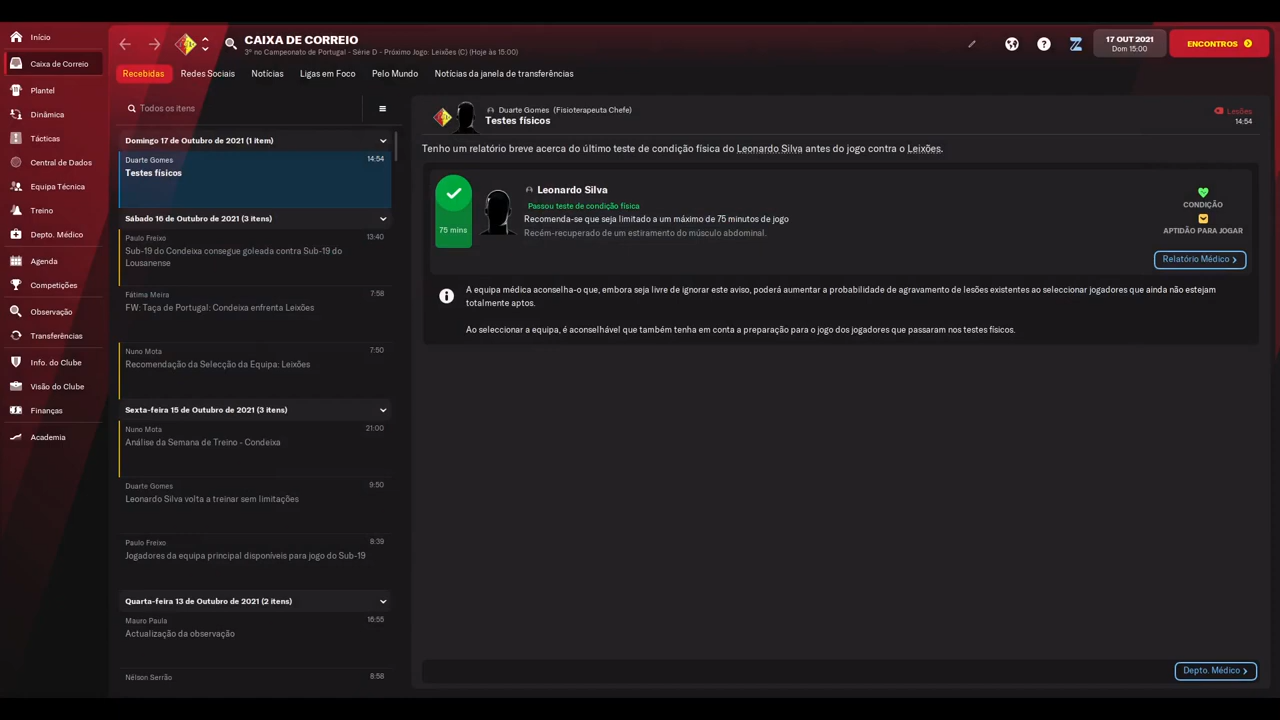 Início
Caixa de Correio
Plantel
Dinâmica
Tácticas
Central de Dados
Equipa Técnica
Treino
Depto. Médico
Agenda
Competições
Observação
Transferências
Info. do Clube
Visão do Clube
Finanças
Academia
CAIXA DE CORREIO
3º no Campeonato de Portugal - Série D - Próximo Jogo: Leixões (C) (Hoje às 15:00)
17 OUT 2021
Dom 15:00
ENCONTROS
Recebidas
Redes Sociais
Notícias
Ligas em Foco
Pelo Mundo
Notícias da janela de transferências
Todos os itens
Domingo 17 de Outubro de 2021 (1 item)
Duarte Gomes 14:54
Testes físicos
Sábado 16 de Outubro de 2021 (3 itens)
Paulo Freixo 13:40
Sub-19 do Condeixa consegue goleada contra Sub-19 do
Lousanense
Fátima Meira 7:58
FW: Taça de Portugal: Condeixa enfrenta Leixões
Nuno Mota 7:50
Recomendação da Selecção da Equipa: Leixões
Sexta-feira 15 de Outubro de 2021 (3 itens)
Nuno Mota 21:00
Análise da Semana de Treino - Condeixa
Duarte Gomes 9:50
Leonardo Silva volta a treinar sem limitações
Paulo Freixo 8:39
Jogadores da equipa principal disponíveis para jogo do Sub-19
Quarta-feira 13 de Outubro de 2021 (2 itens)
Mauro Paula 16:55
Actualização da observação
Nélson Serrão 8:58
Duarte Gomes (Fisioterapeuta Chefe)
Testes físicos
Lesões
14:54
Tenho um relatório breve acerca do último teste de condição física do Leonardo Silva antes do jogo contra o Leixões.
75 mins
Leonardo Silva
Passou teste de condição física
Recomenda-se que seja limitado a um máximo de 75 minutos de jogo
Recém-recuperado de um estiramento do músculo abdominal.
CONDIÇÃO
APTIDÃO PARA JOGAR
Relatório Médico
A equipa médica aconselha-o que, embora seja livre de ignorar este aviso, poderá aumentar a probabilidade de agravamento de lesões existentes ao seleccionar jogadores que ainda não estejam
totalmente aptos.
Ao seleccionar a equipa, é aconselhável que também tenha em conta a preparação para o jogo dos jogadores que passaram nos testes físicos.
Depto. Médico